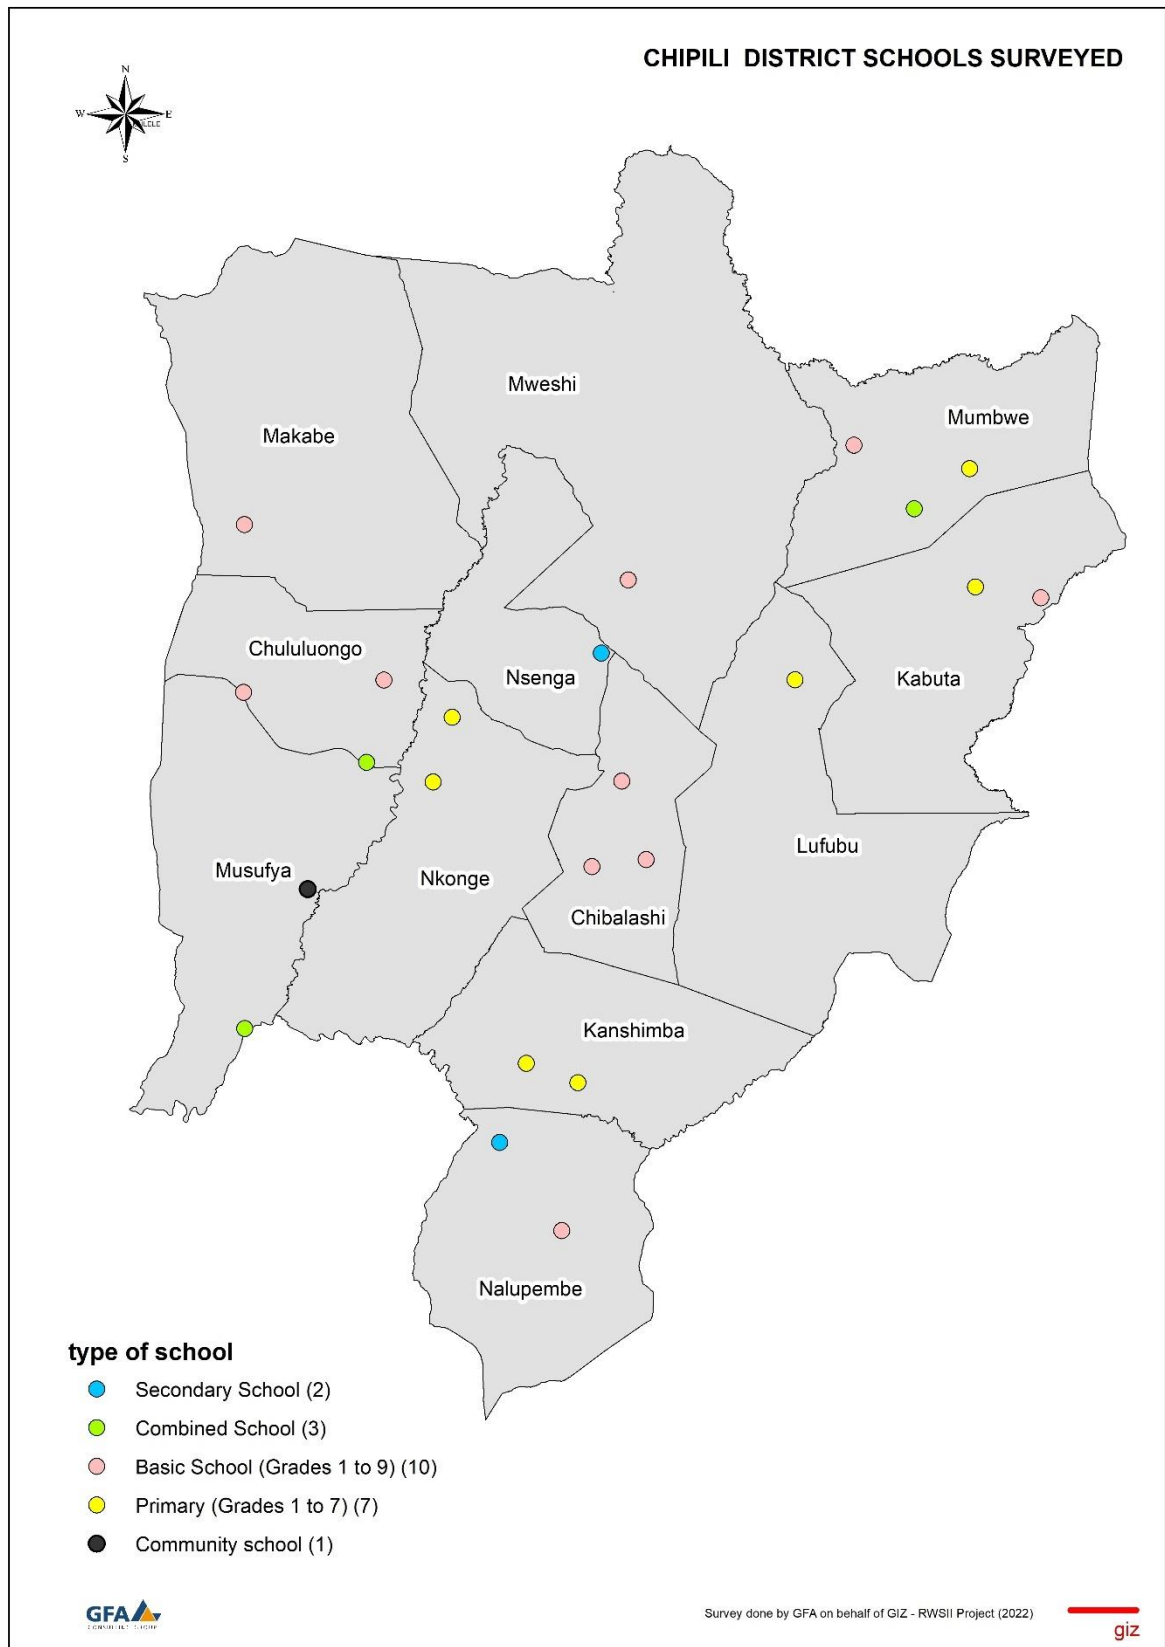 CHIPILI  DISTRICT SCHOOLS SURVEYED
N
W E
S
Mweshi
Mumbwe
Makabe
Chululuongo
Nsenga
Kabuta
Lufubu
Musufya
Nkonge
Chibalashi
Kanshimba
Nalupembe
type of school
Secondary School (2)
Combined School (3)
Basic School (Grades 1 to 9) (10)
Primary (Grades 1 to 7) (7)
Community school (1)
GFA
CONSULTING GROUP
Survey done by GFA on behalf of GIZ - RWSII Project (2022)
giz